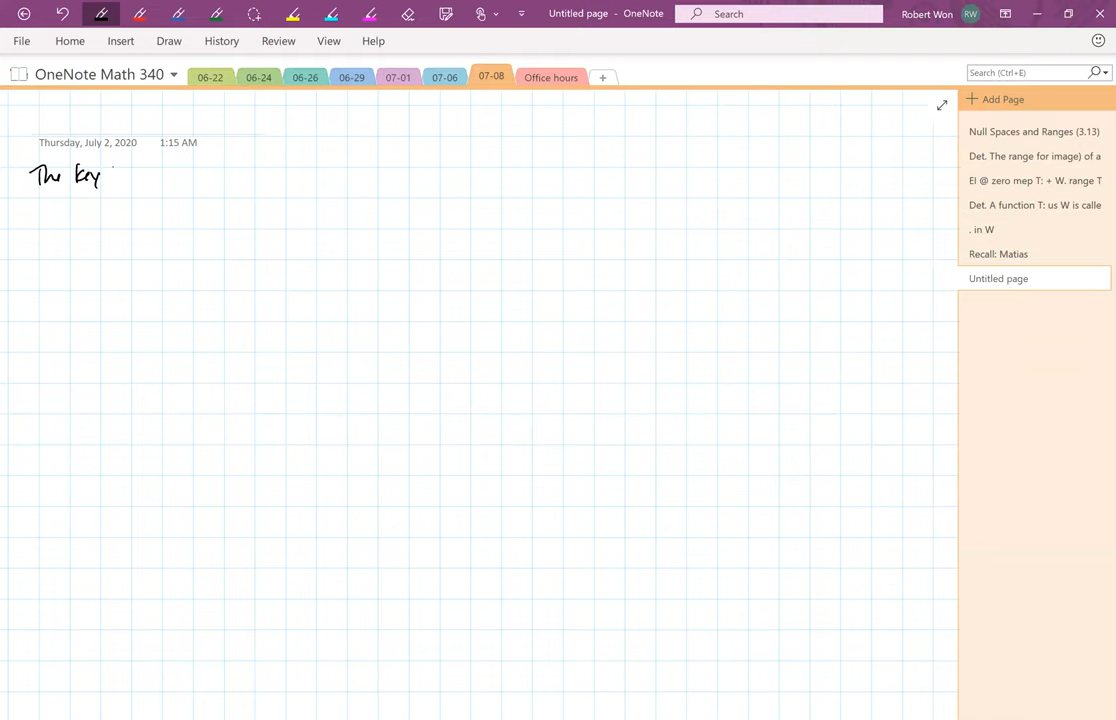 Untitled page - OneNote
Search
Robert Won
RW
File
Home
Insert
Draw
History
Review
View
Help
OneNote Math 340
06-22
06-24
06-26
06-29
07-01
07-06
07-08
Office hours
Search (Ctrl+E)
Add Page
Thursday, July 2, 2020
1:15 AM
The key
Null Spaces and Ranges (3.13)
Det. The range for image) of a
El @ zero mep T: + W. range T
Det. A function T: us W is calle
. in W
Recall: Matias
Untitled page